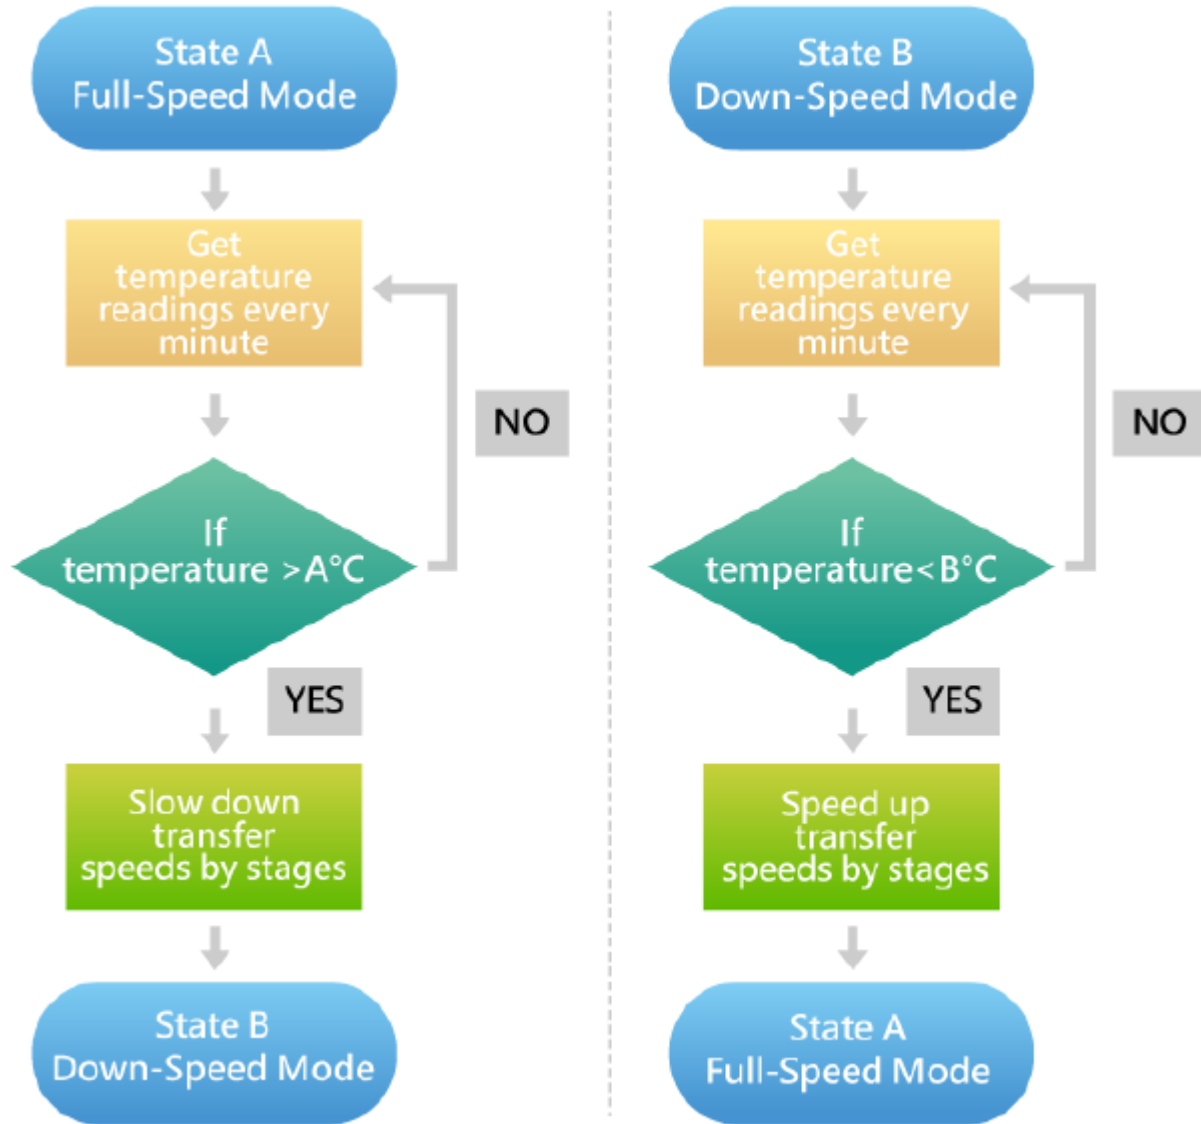 State A
Full-Speed Mode
Get
temperature
readings every
minute
NO
If
temperature >A°C
YES
Slow down
transfer
speeds by stages
State B
Down-Speed Mode
State B
Down-Speed Mode
Get
temperature
readings every
minute
NO
If
temperature<B°C
YES
Speed up
transfer
speeds by stages
State A
Full-Speed Mode